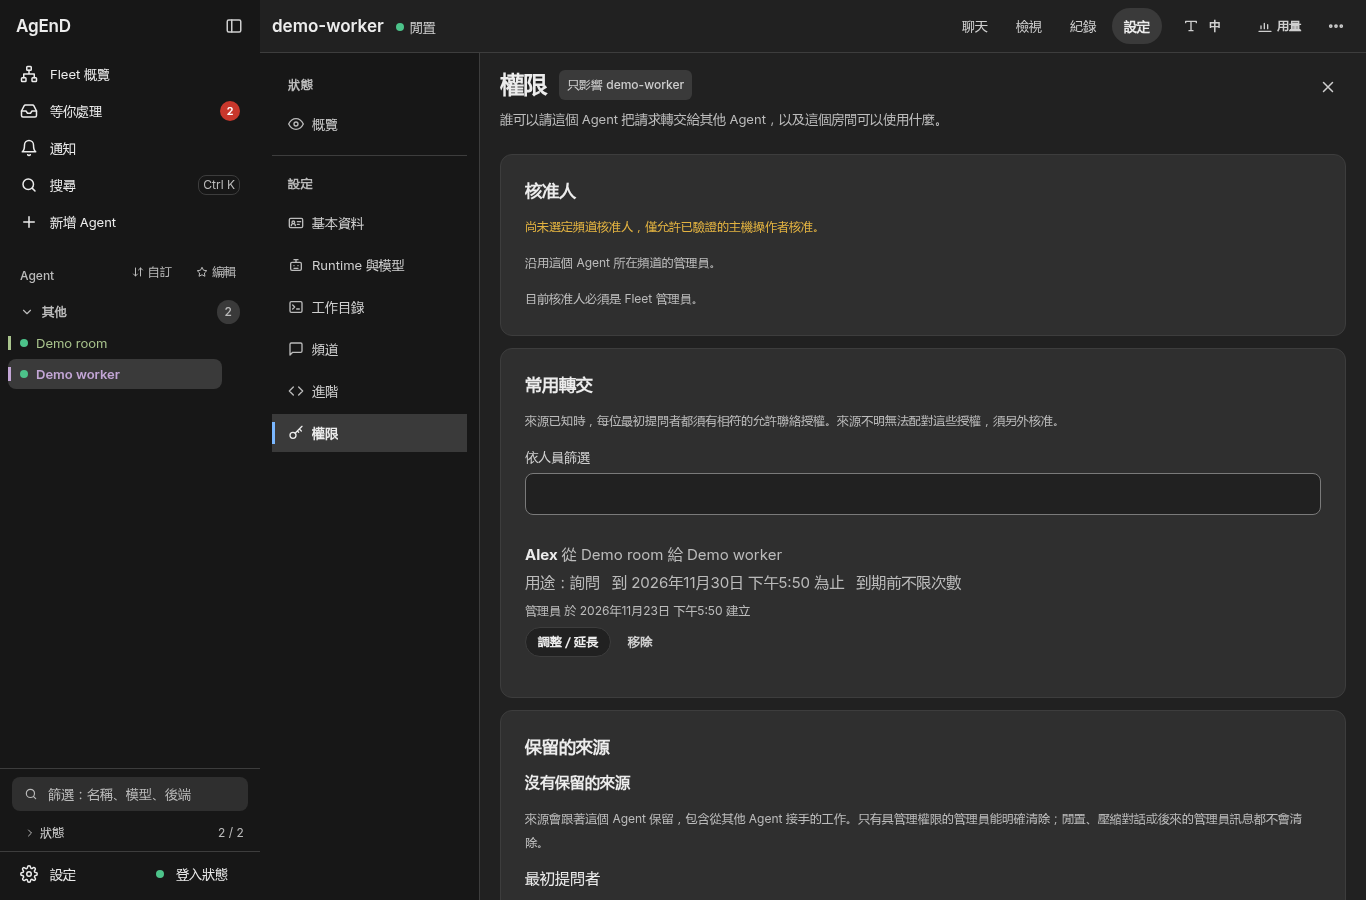 AgEnD
Fleet 概覽
等你處理 2
通知
搜尋 Ctrl K
新增 Agent
Agent 自訂 編輯
其他 2
Demo room
Demo worker
篩選：名稱、模型、後端
狀態 2 / 2
設定 登入狀態
demo-worker 閒置
聊天 檢視 紀錄 設定 T 中 用量 •••
狀態
概覽
設定
基本資料
Runtime 與模型
工作目錄
頻道
進階
權限
權限 只影響 demo-worker
誰可以請這個 Agent 把請求轉交給其他 Agent，以及這個房間可以使用什麼。
核准人
尚未選定頻道核准人，僅允許已驗證的主機操作者核准。
沿用這個 Agent 所在頻道的管理員。
目前核准人必須是 Fleet 管理員。
常用轉交
來源已知時，每位最初提問者都須有相符的允許聯絡授權。來源不明無法配對這些授權，須另外核准。
依人員篩選
Alex 從 Demo room 給 Demo worker
用途：詢問 到 2026年11月30日 下午5:50 為止 到期前不限次數
管理員 於 2026年11月23日 下午5:50 建立
調整 / 延長 移除
保留的來源
沒有保留的來源
來源會跟著這個 Agent 保留，包含從其他 Agent 接手的工作。只有具管理權限的管理員能明確清除；閒置、壓縮對話或後來的管理員訊息都不會清
除。
最初提問者